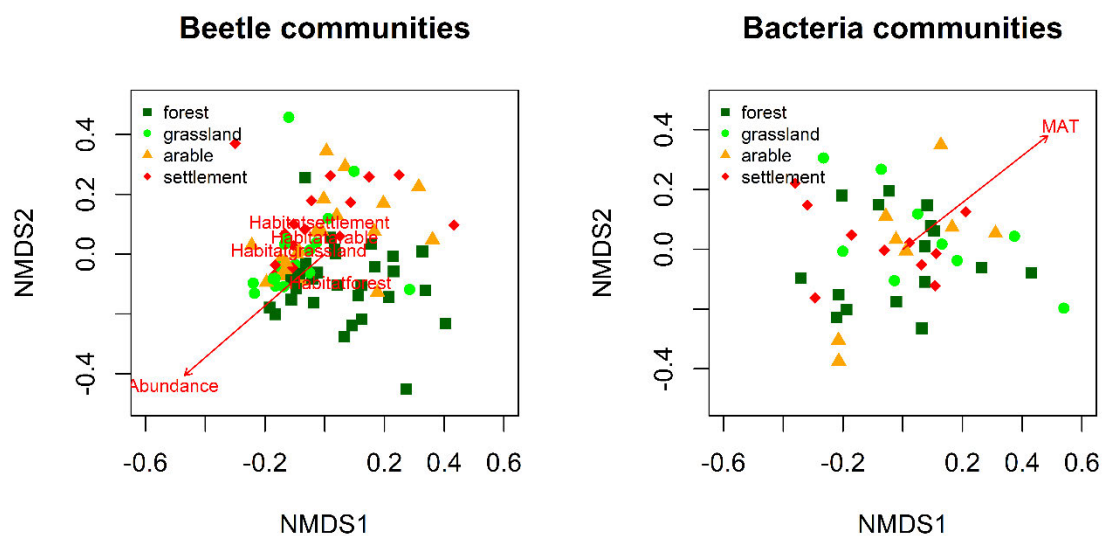 Beetle communities
forest
grassland
arable
settlement
Habitatsettlement
Habitatarable
Habitatgrassland
Habitatforest
Abundance
NMDS2
0.4
0.2
0.0
-0.4
-0.6
-0.2
0.2
0.4
0.6
NMDS1
Bacteria communities
forest
grassland
arable
settlement
MAT
NMDS2
0.4
0.2
0.0
-0.4
-0.6
-0.2
0.2
0.4
0.6
NMDS1